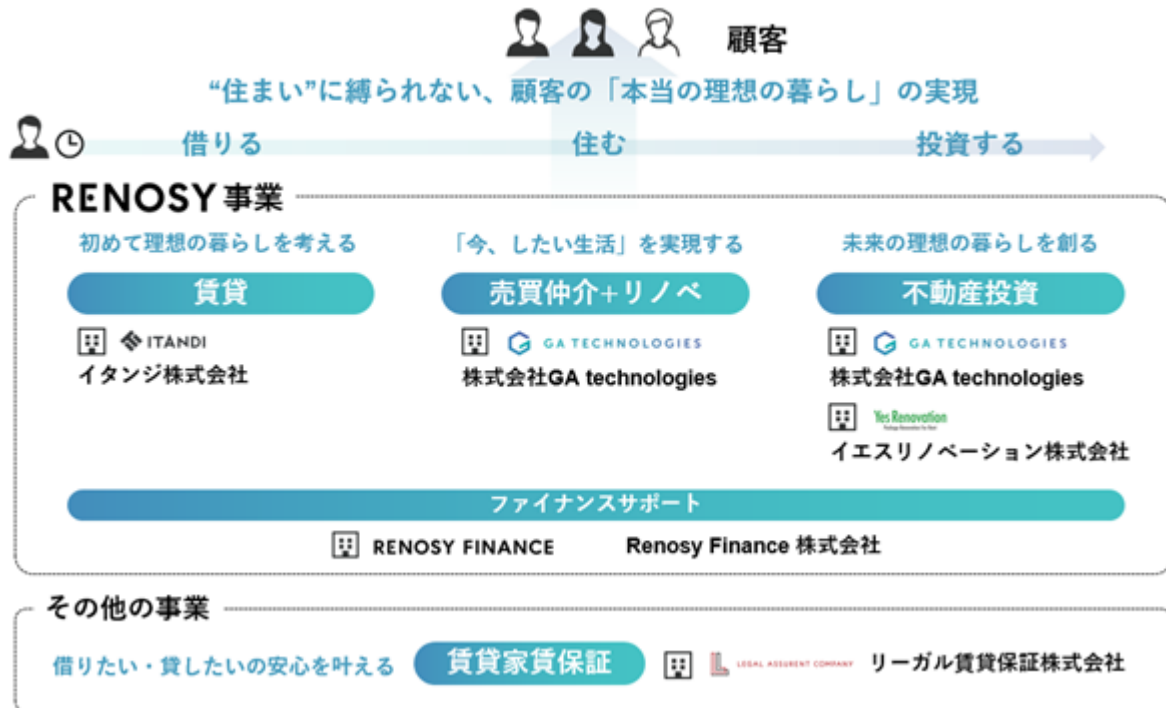 顧客
“住まい”に縛られない、顧客の「本当の理想の暮らし」の実現
借りる 住む 投資する
RENOSY 事業
初めて理想の暮らしを考える 「今、したい生活」を実現する 未来の理想の暮らしを創る
賃貸 売買仲介+リノベ 不動産投資
ITANDI GA TECHNOLOGIES GA TECHNOLOGIES
イタンジ株式会社 株式会社GA technologies 株式会社GA technologies
Yes Renovation
イエスリノベーション株式会社
ファイナンスサポート
RENOSY FINANCE Renosy Finance 株式会社
その他の事業
借りたい・貸したいの安心を叶える 賃貸家賃保証 LEGAL ASSURENT COMPANY リーガル賃貸保証株式会社